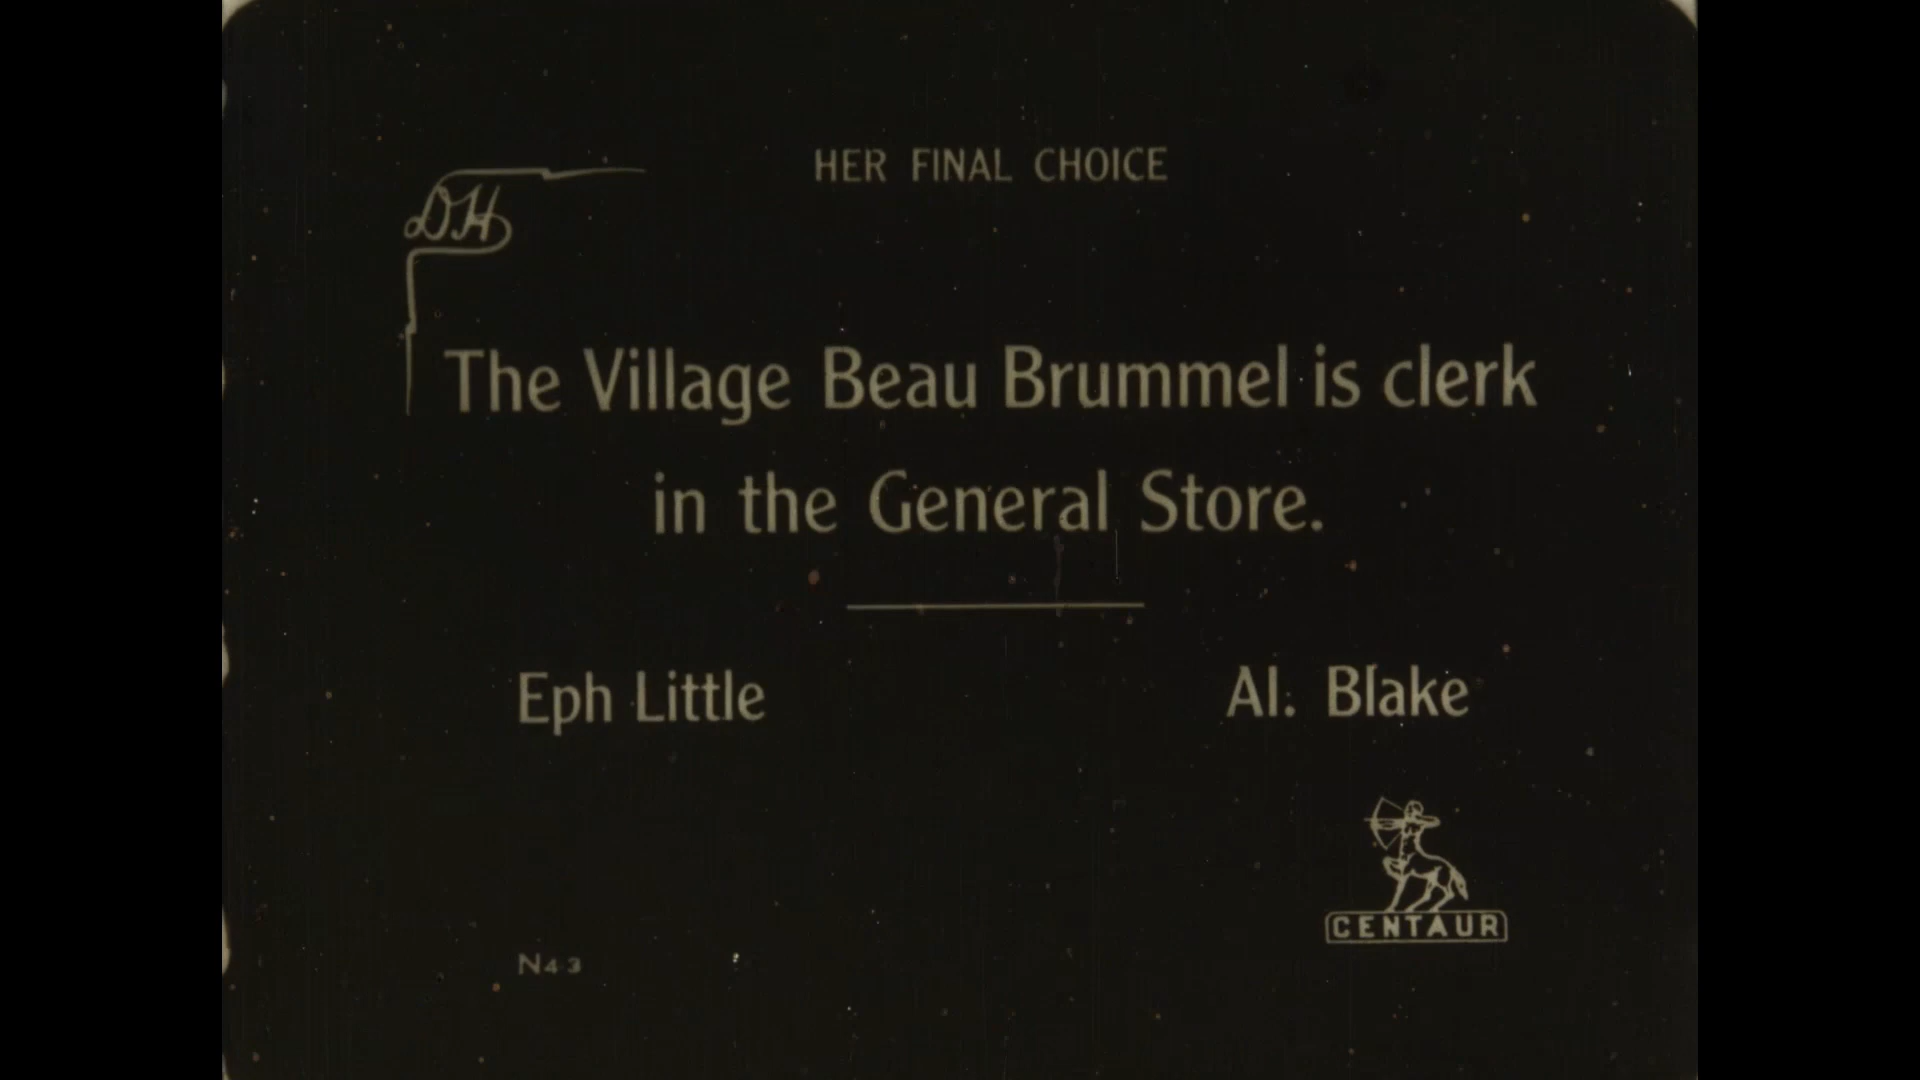 HER FINAL CHOICE
DH
The Village Beau Brummel is clerk
in the General Store.
Eph Little Al. Blake
CENTAUR
N43